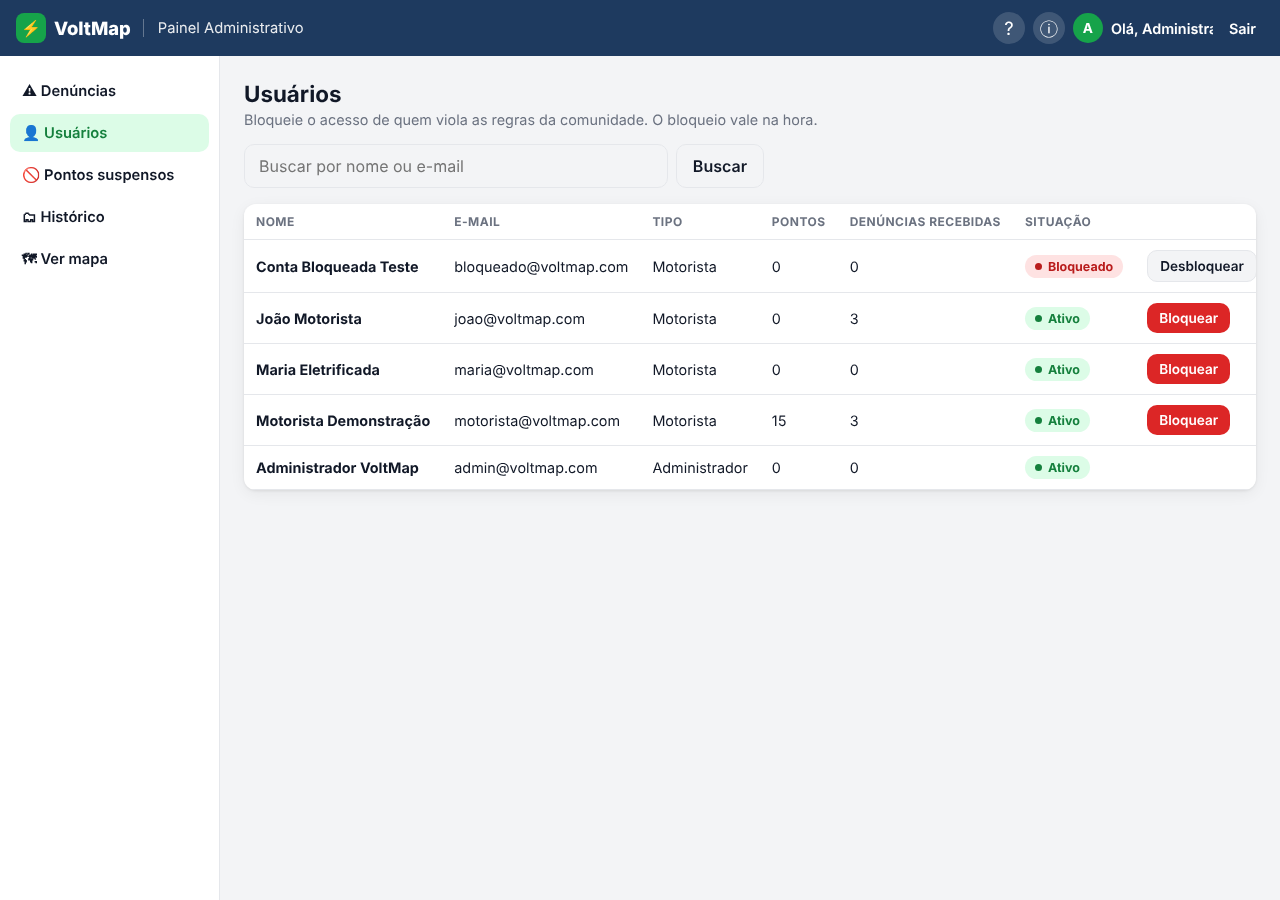 ⚡ VoltMap Painel Administrativo ? ⓘ A Olá, Administra Sair
⚠ Denúncias
👤 Usuários
🚫 Pontos suspensos
🗂 Histórico
🗺 Ver mapa
Usuários
Bloqueie o acesso de quem viola as regras da comunidade. O bloqueio vale na hora.
Buscar por nome ou e-mail Buscar
NOME E-MAIL TIPO PONTOS DENÚNCIAS RECEBIDAS SITUAÇÃO
Conta Bloqueada Teste bloqueado@voltmap.com Motorista 0 0 Bloqueado Desbloquear
João Motorista joao@voltmap.com Motorista 0 3 Ativo Bloquear
Maria Eletrificada maria@voltmap.com Motorista 0 0 Ativo Bloquear
Motorista Demonstração motorista@voltmap.com Motorista 15 3 Ativo Bloquear
Administrador VoltMap admin@voltmap.com Administrador 0 0 Ativo